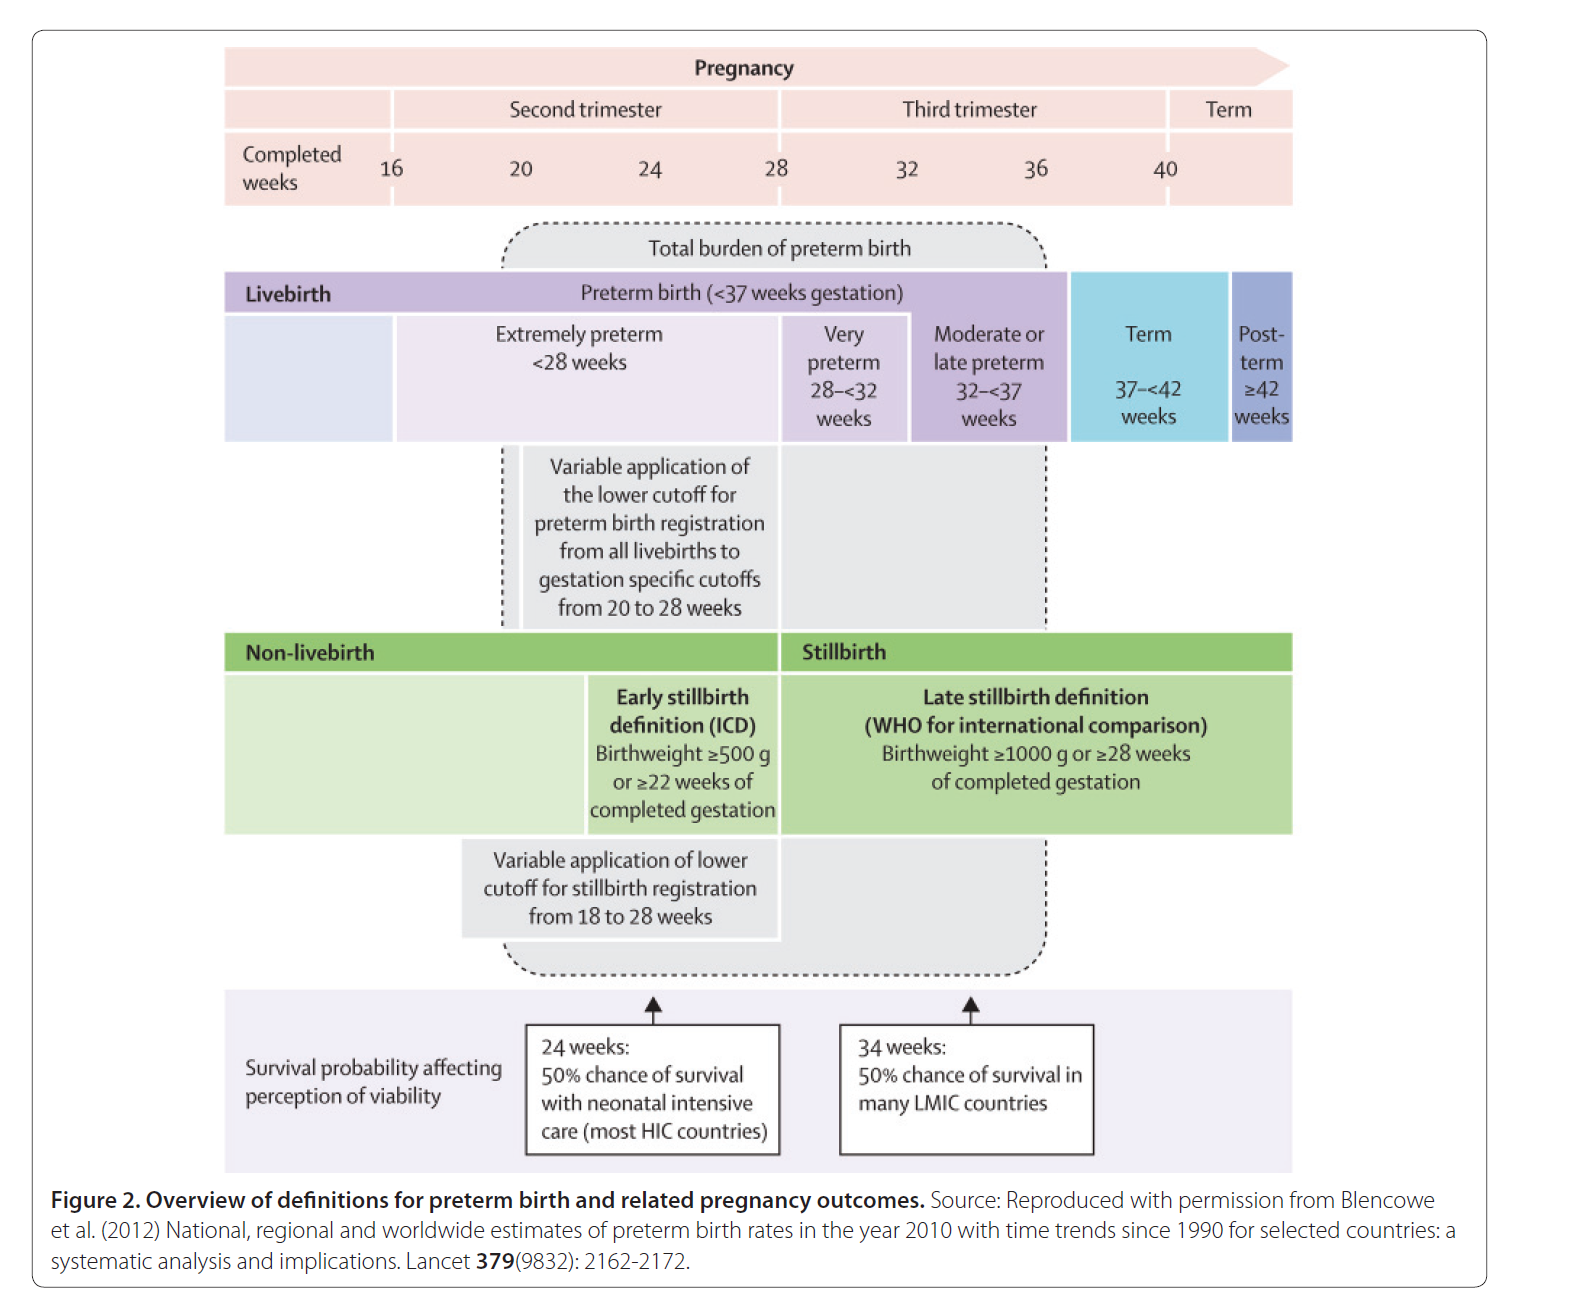 Pregnancy
Second trimester
Third trimester
Term
Completed
weeks
16
20
24
28
32
36
40
Total burden of preterm birth
Livebirth
Preterm birth (<37 weeks gestation)
Extremely preterm
<28 weeks
Very
preterm
28–<32
weeks
Moderate or
late preterm
32–<37
weeks
Term
37–<42
weeks
Post-
term
≥42
weeks
Variable application of
the lower cutoff for
preterm birth registration
from all livebirths to
gestation specific cutoffs
from 20 to 28 weeks
Non-livebirth
Stillbirth
Early stillbirth
definition (ICD)
Birthweight ≥500 g
or ≥22 weeks of
completed gestation
Late stillbirth definition
(WHO for international comparison)
Birthweight ≥1000 g or ≥28 weeks
of completed gestation
Variable application of lower
cutoff for stillbirth registration
from 18 to 28 weeks
Survival probability affecting
perception of viability
24 weeks:
50% chance of survival
with neonatal intensive
care (most HIC countries)
34 weeks:
50% chance of survival in
many LMIC countries
Figure 2. Overview of definitions for preterm birth and related pregnancy outcomes. Source: Reproduced with permission from Blencowe
et al. (2012) National, regional and worldwide estimates of preterm birth rates in the year 2010 with time trends since 1990 for selected countries: a
systematic analysis and implications. Lancet 379(9832): 2162-2172.